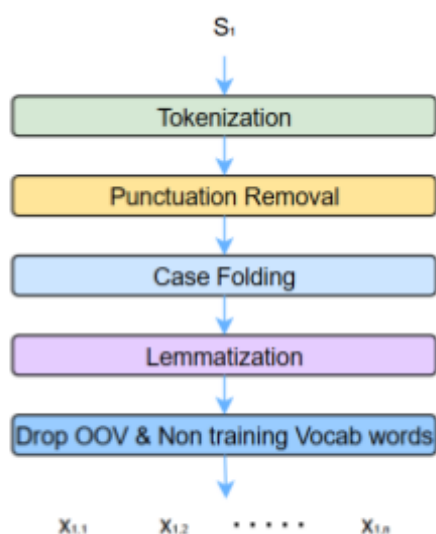 S₁
Tokenization
Punctuation Removal
Case Folding
Lemmatization
Drop OOV & Non training Vocab words
X₁.₁ X₁.₂ · · · · · X₁.ₙ